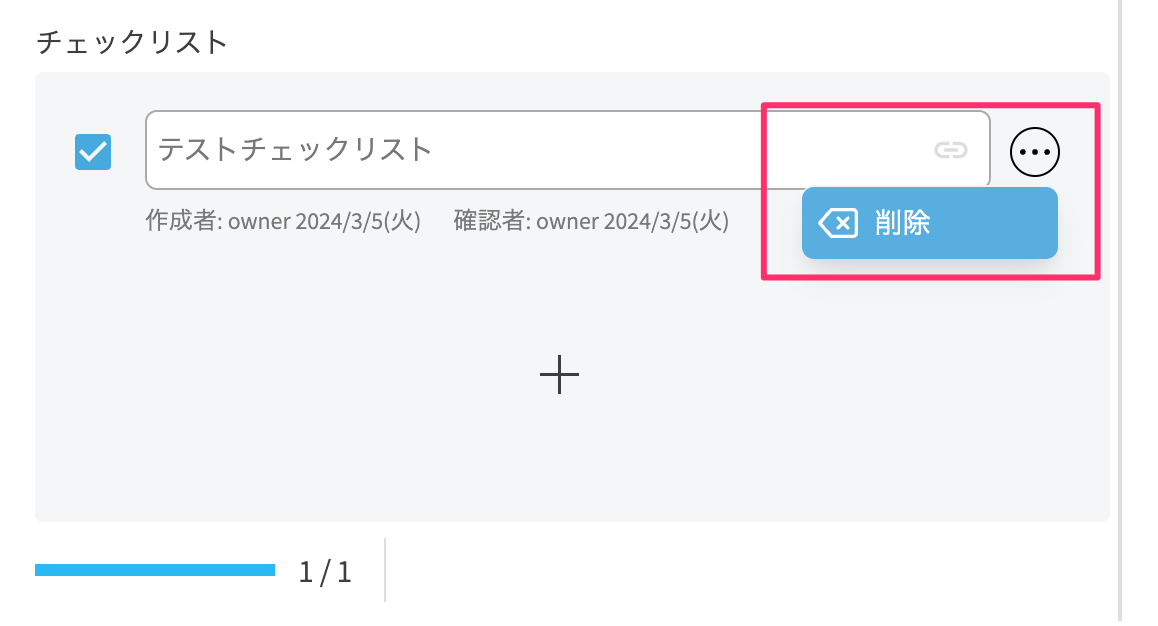 チェックリスト
テストチェックリスト
作成者: owner 2024/3/5(火) 確認者: owner 2024/3/5(火)
削除
1 / 1